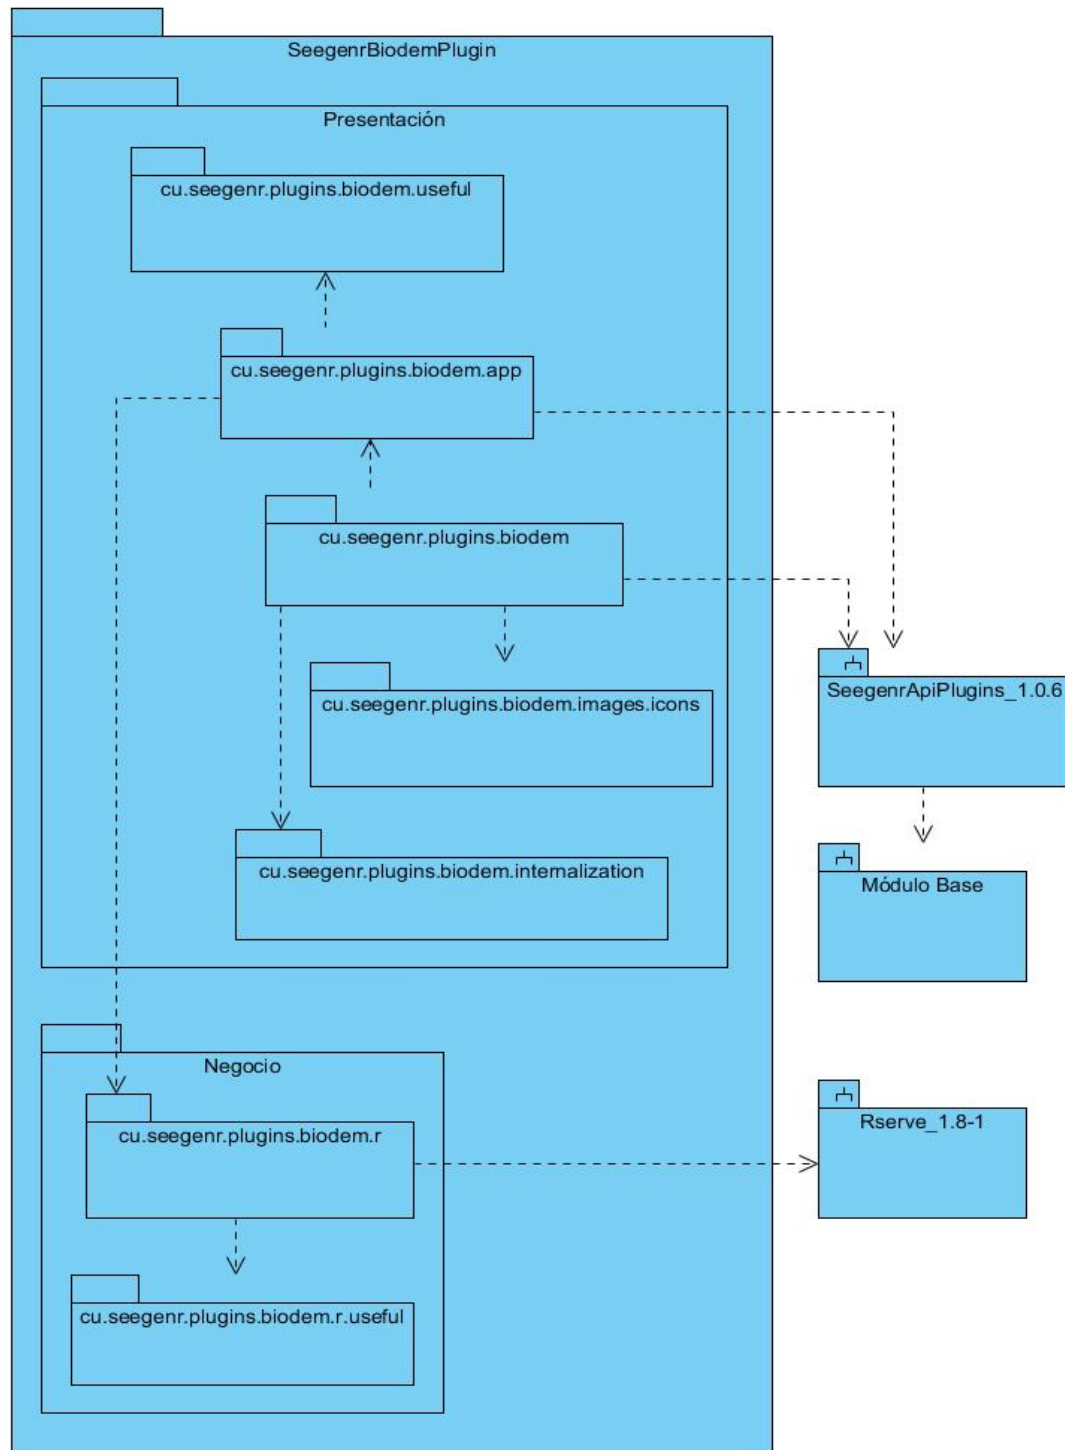 SeegenrBiodemPlugin
Presentación
cu.seegenr.plugins.biodem.useful
cu.seegenr.plugins.biodem.app
cu.seegenr.plugins.biodem
cu.seegenr.plugins.biodem.images.icons
SeegenrApiPlugins_1.0.6
cu.seegenr.plugins.biodem.internalization
Módulo Base
Negocio
cu.seegenr.plugins.biodem.r
Rserve_1.8-1
cu.seegenr.plugins.biodem.r.useful